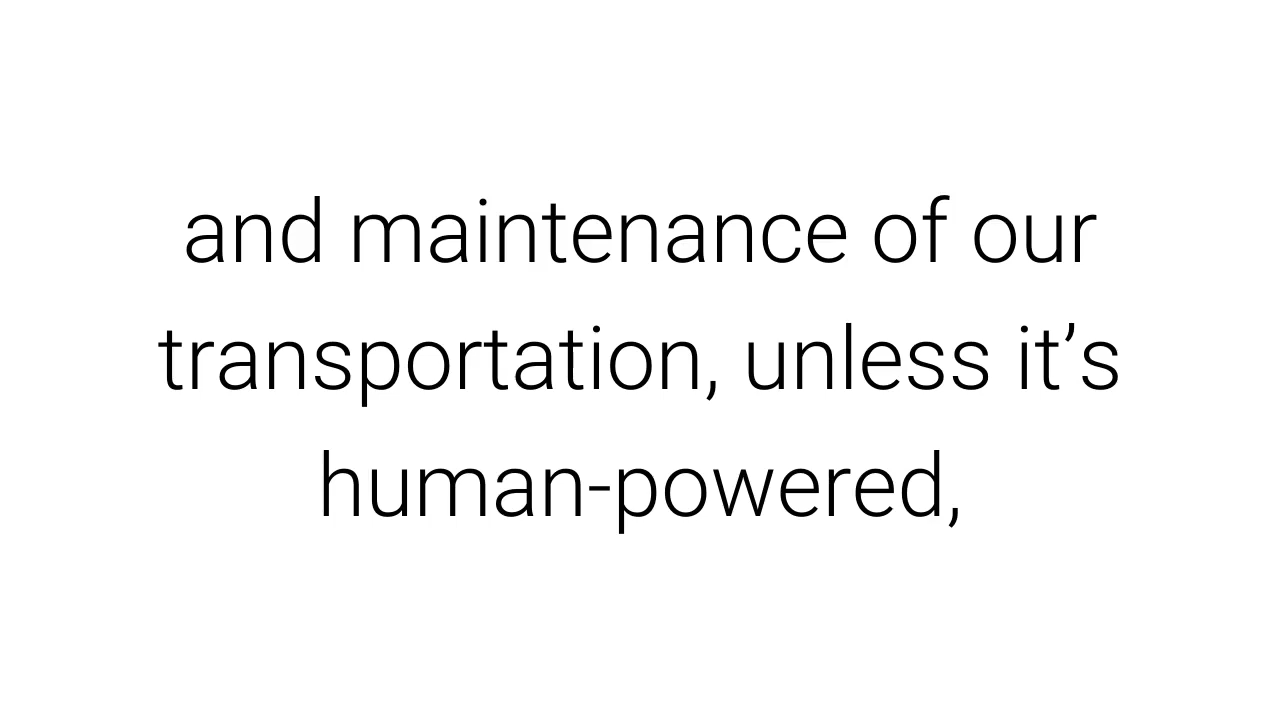 and maintenance of our
transportation, unless it’s
human-powered,